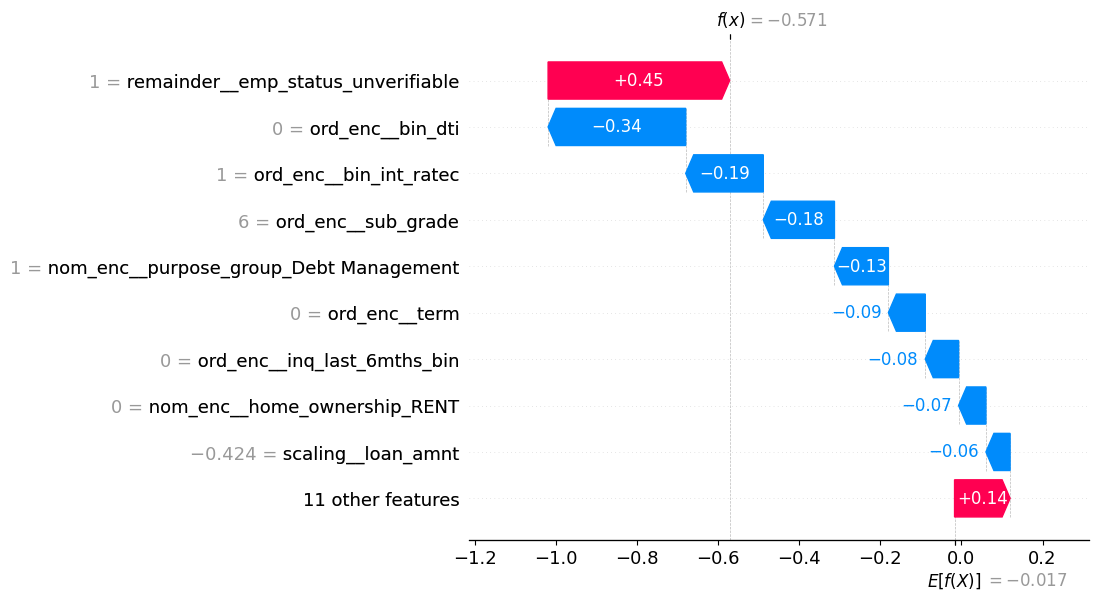 f(x) = −0.571
1 = remainder__emp_status_unverifiable
+0.45
0 = ord_enc__bin_dti
−0.34
1 = ord_enc__bin_int_ratec
−0.19
6 = ord_enc__sub_grade
−0.18
1 = nom_enc__purpose_group_Debt Management
−0.13
0 = ord_enc__term
−0.09
0 = ord_enc__inq_last_6mths_bin
−0.08
0 = nom_enc__home_ownership_RENT
−0.07
−0.424 = scaling__loan_amnt
−0.06
11 other features
+0.14
−1.2 −1.0 −0.8 −0.6 −0.4 −0.2 0.0 0.2
E[f(X)] = −0.017